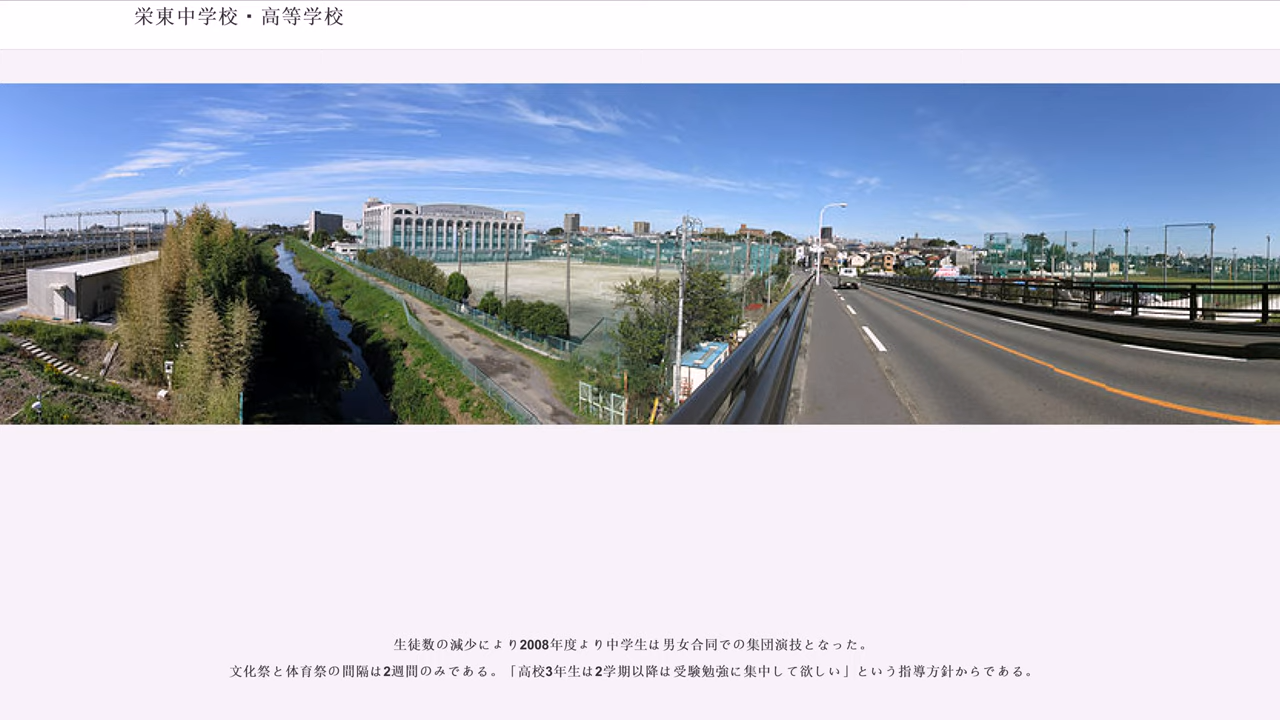 栄東中学校・高等学校
生徒数の減少により2008年度より中学生は男女合同での集団演技となった。
文化祭と体育祭の間隔は2週間のみである。「高校3年生は2学期以降は受験勉強に集中して欲しい」という指導方針からである。